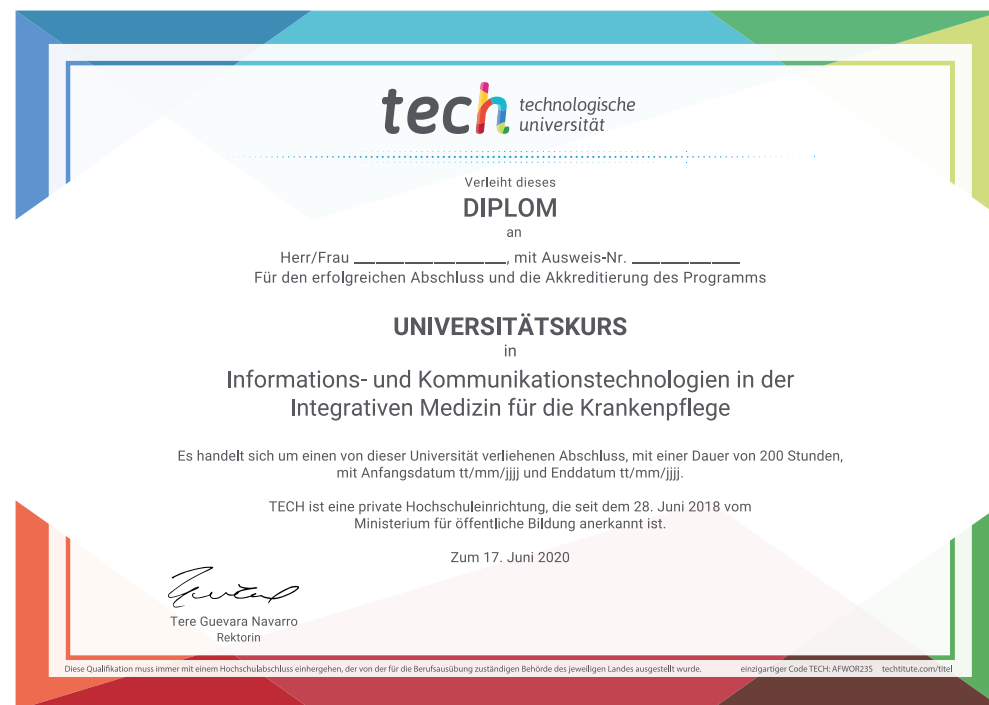 tech technologische
universität
Verleiht dieses
DIPLOM
an
Herr/Frau ________________, mit Ausweis-Nr. ___________
Für den erfolgreichen Abschluss und die Akkreditierung des Programms
UNIVERSITÄTSKURS
in
Informations- und Kommunikationstechnologien in der
Integrativen Medizin für die Krankenpflege
Es handelt sich um einen von dieser Universität verliehenen Abschluss, mit einer Dauer von 200 Stunden,
mit Anfangsdatum tt/mm/jjjj und Enddatum tt/mm/jjjj.
TECH ist eine private Hochschuleinrichtung, die seit dem 28. Juni 2018 vom
Ministerium für öffentliche Bildung anerkannt ist.
Zum 17. Juni 2020
Tere Guevara Navarro
Rektorin
Diese Qualifikation muss immer mit einem Hochschulabschluss einhergehen, der von der für die Berufsausübung zuständigen Behörde des jeweiligen Landes ausgestellt wurde. einzigartiger Code TECH: AFWOR23S techtitute.com/titel